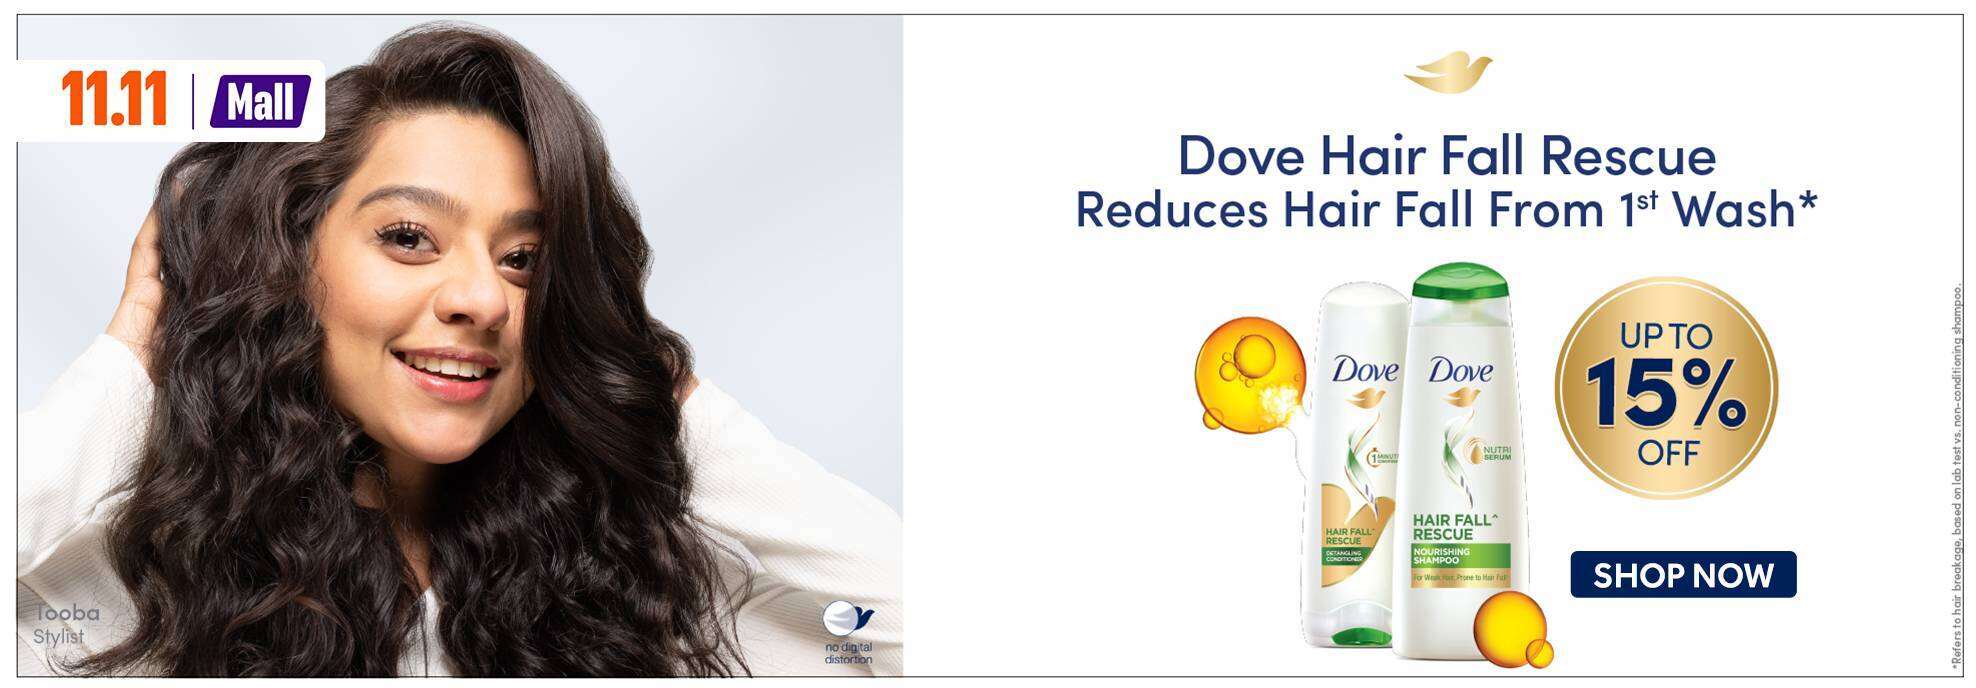 11.11 | Mall
Tooba
Stylist
no digital
distortion
Dove Hair Fall Rescue
Reduces Hair Fall From 1st Wash*
Dove
1 MINUTE
HAIR FALL^
RESCUE
DETANGLING
CONDITIONER
Dove
NUTRI
SERUM
HAIR FALL^
RESCUE
NOURISHING
SHAMPOO
For Weak Hair, Prone to Hair Fall
UP TO
15%
OFF
SHOP NOW
*Refers to hair breakage, based on lab test vs. non-conditioning shampoo.